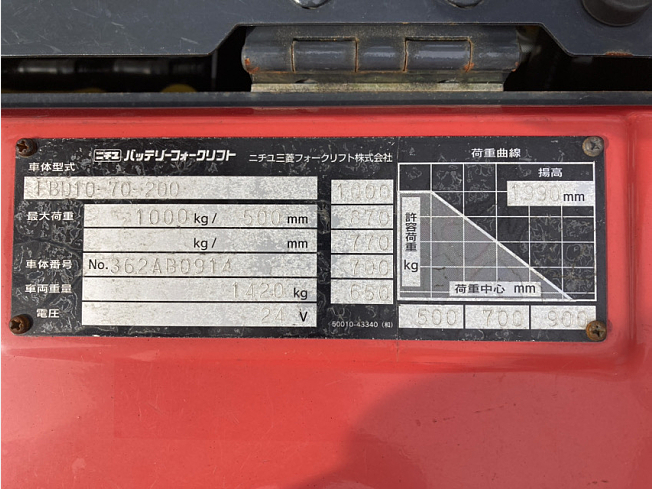 ニチユ バッテリーフォークリフト ニチユ三菱フォークリフト株式会社
車体型式
FBD10-70-200
最大荷重 1000 kg/ 500 mm
kg/ mm
車体番号 No. 362AB0917
車両重量 1420 kg
電圧 24 V
1000
870
770
700
50010-43340 (和)
荷重曲線
揚高
mm
許容荷重 kg
荷重中心 mm
500 700 900